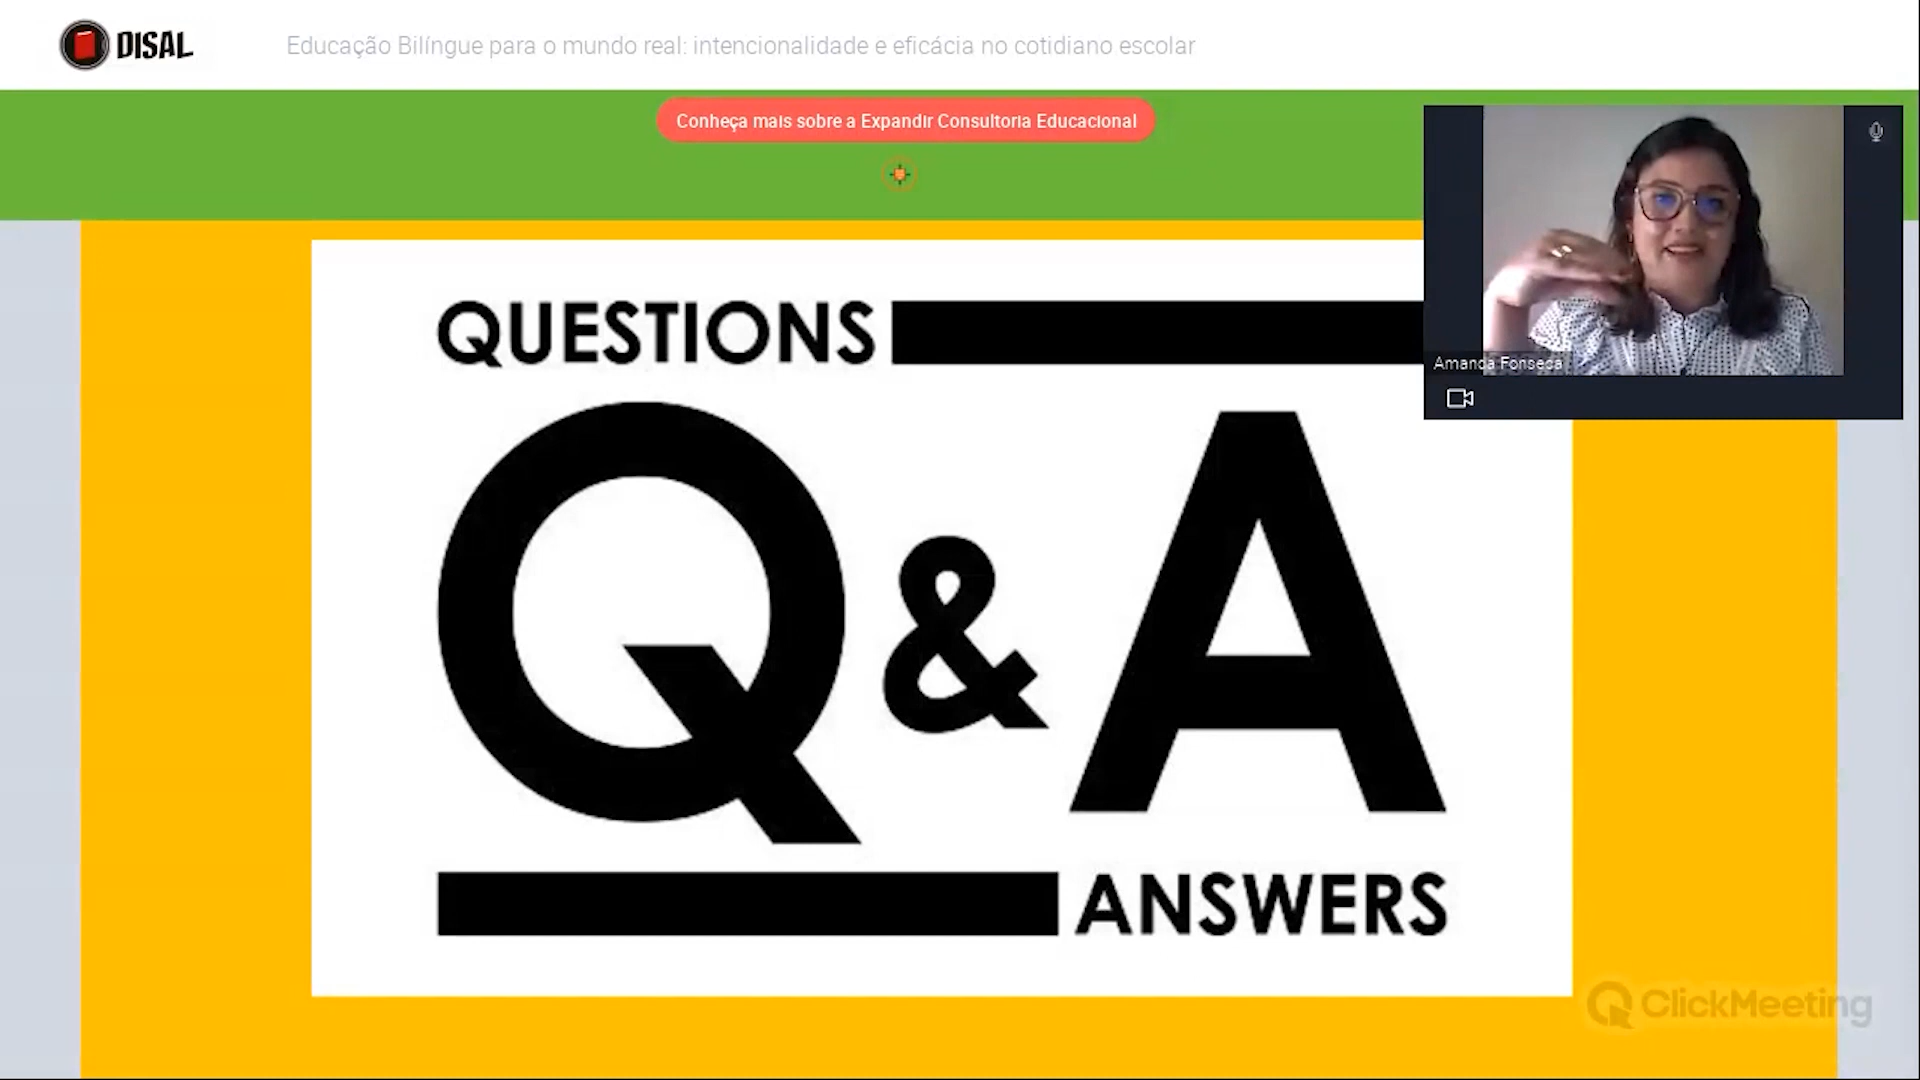 DISAL
Educação Bilíngue para o mundo real: intencionalidade e eficácia no cotidiano escolar
Conheça mais sobre a Expandir Consultoria Educacional
Amanda Fonseca
QUESTIONS
Q&A
ANSWERS
ClickMeeting